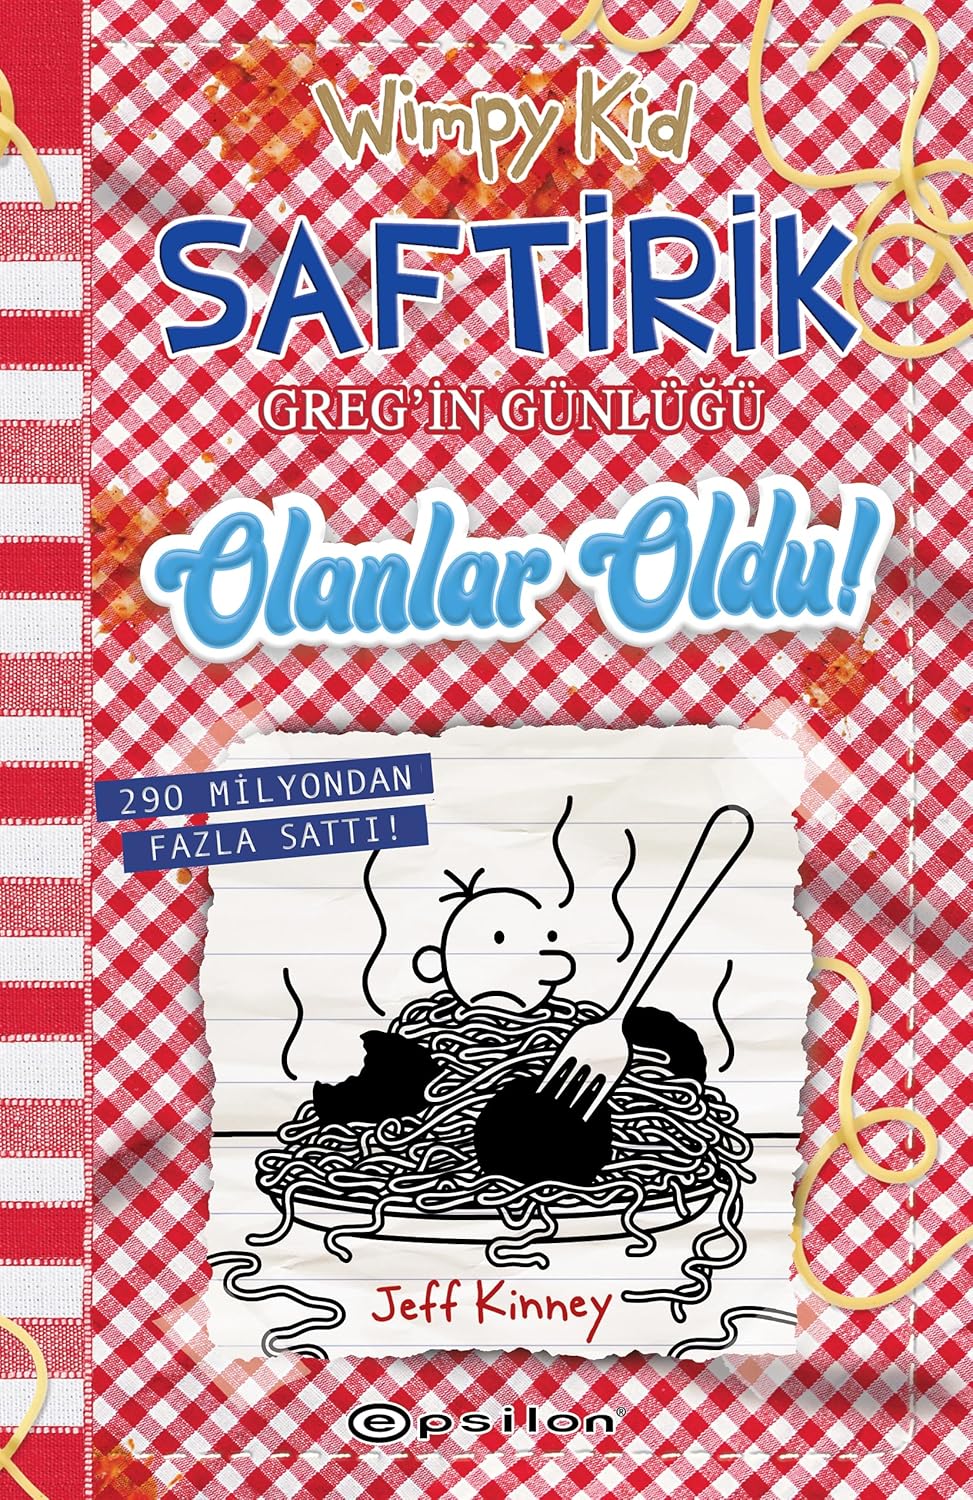 Wimpy Kid
SAFTİRİK
GREG'İN GÜNLÜĞÜ
Olanlar Oldu!
290 MİLYONDAN
FAZLA SATTI!
Jeff Kinney
epsilon®